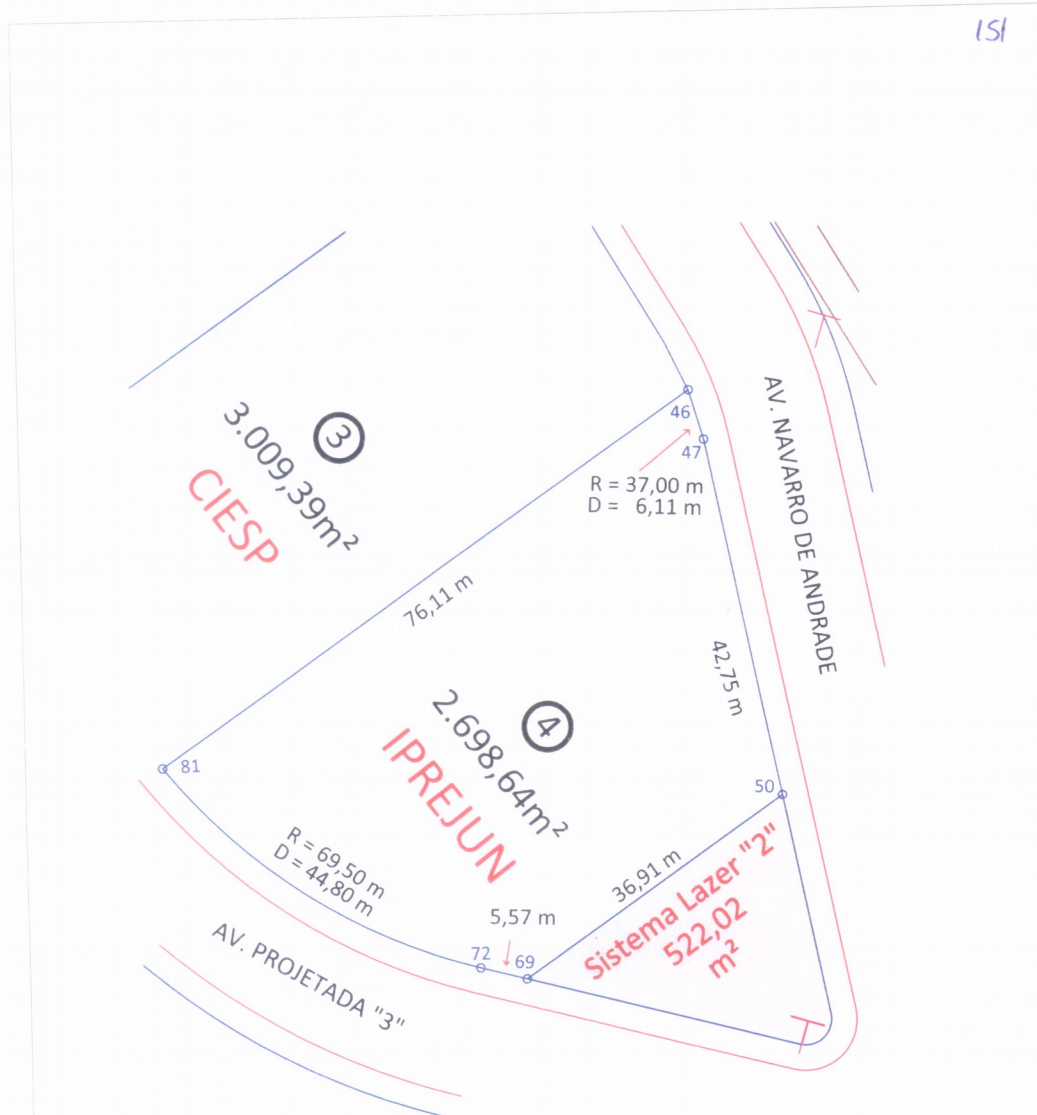 151
3
3.009,39m²
CIESP
46
47
R = 37,00 m
D = 6,11 m
AV. NAVARRO DE ANDRADE
76,11 m
42,75 m
4
2.698,64m²
IPREJUN
81
50
R = 69,50 m
D = 44,80 m
36,91 m
5,57 m
72
69
Sistema Lazer "2"
522,02
m²
AV. PROJETADA "3"